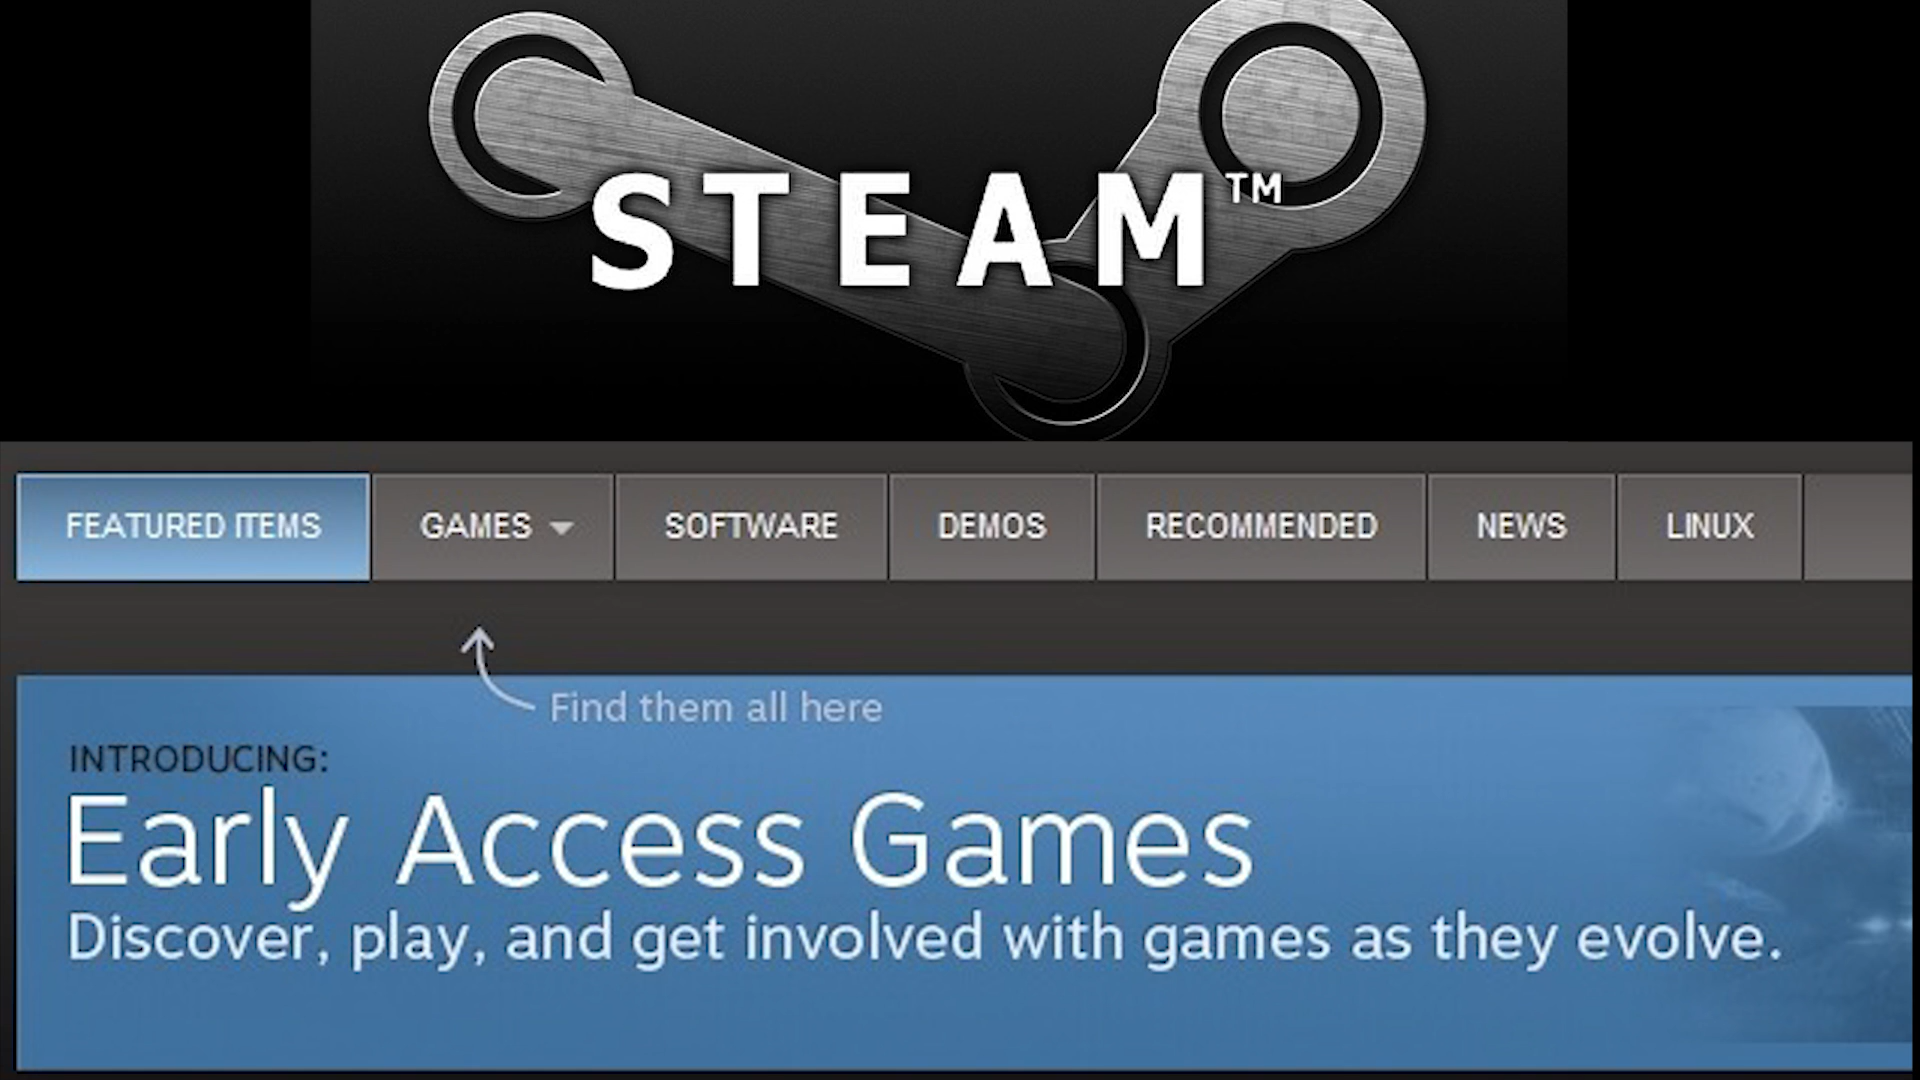 STEAM™
FEATURED ITEMS
GAMES
SOFTWARE
DEMOS
RECOMMENDED
NEWS
LINUX
Find them all here
INTRODUCING:
Early Access Games
Discover, play, and get involved with games as they evolve.